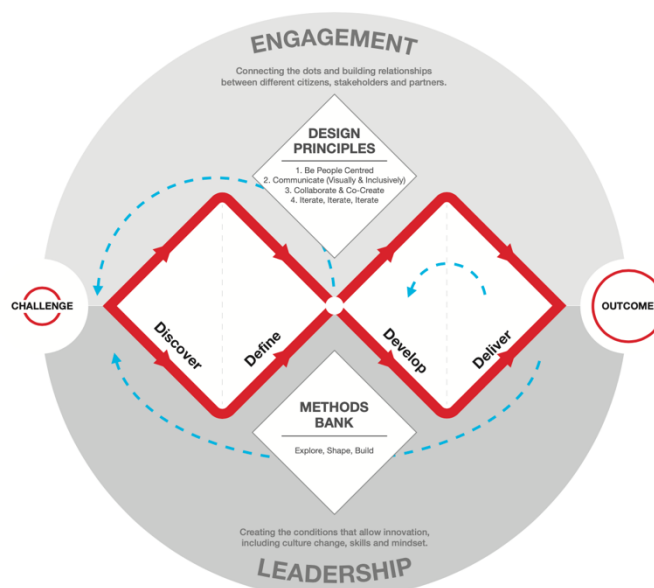 ENGAGEMENT
Connecting the dots and building relationships
between different citizens, stakeholders and partners.
DESIGN
PRINCIPLES
1. Be People Centred
2. Communicate (Visually & Inclusively)
3. Collaborate & Co-Create
4. Iterate, Iterate, Iterate
CHALLENGE
OUTCOME
Discover
Define
Develop
Deliver
METHODS
BANK
Explore, Shape, Build
Creating the conditions that allow innovation,
including culture change, skills and mindset.
LEADERSHIP